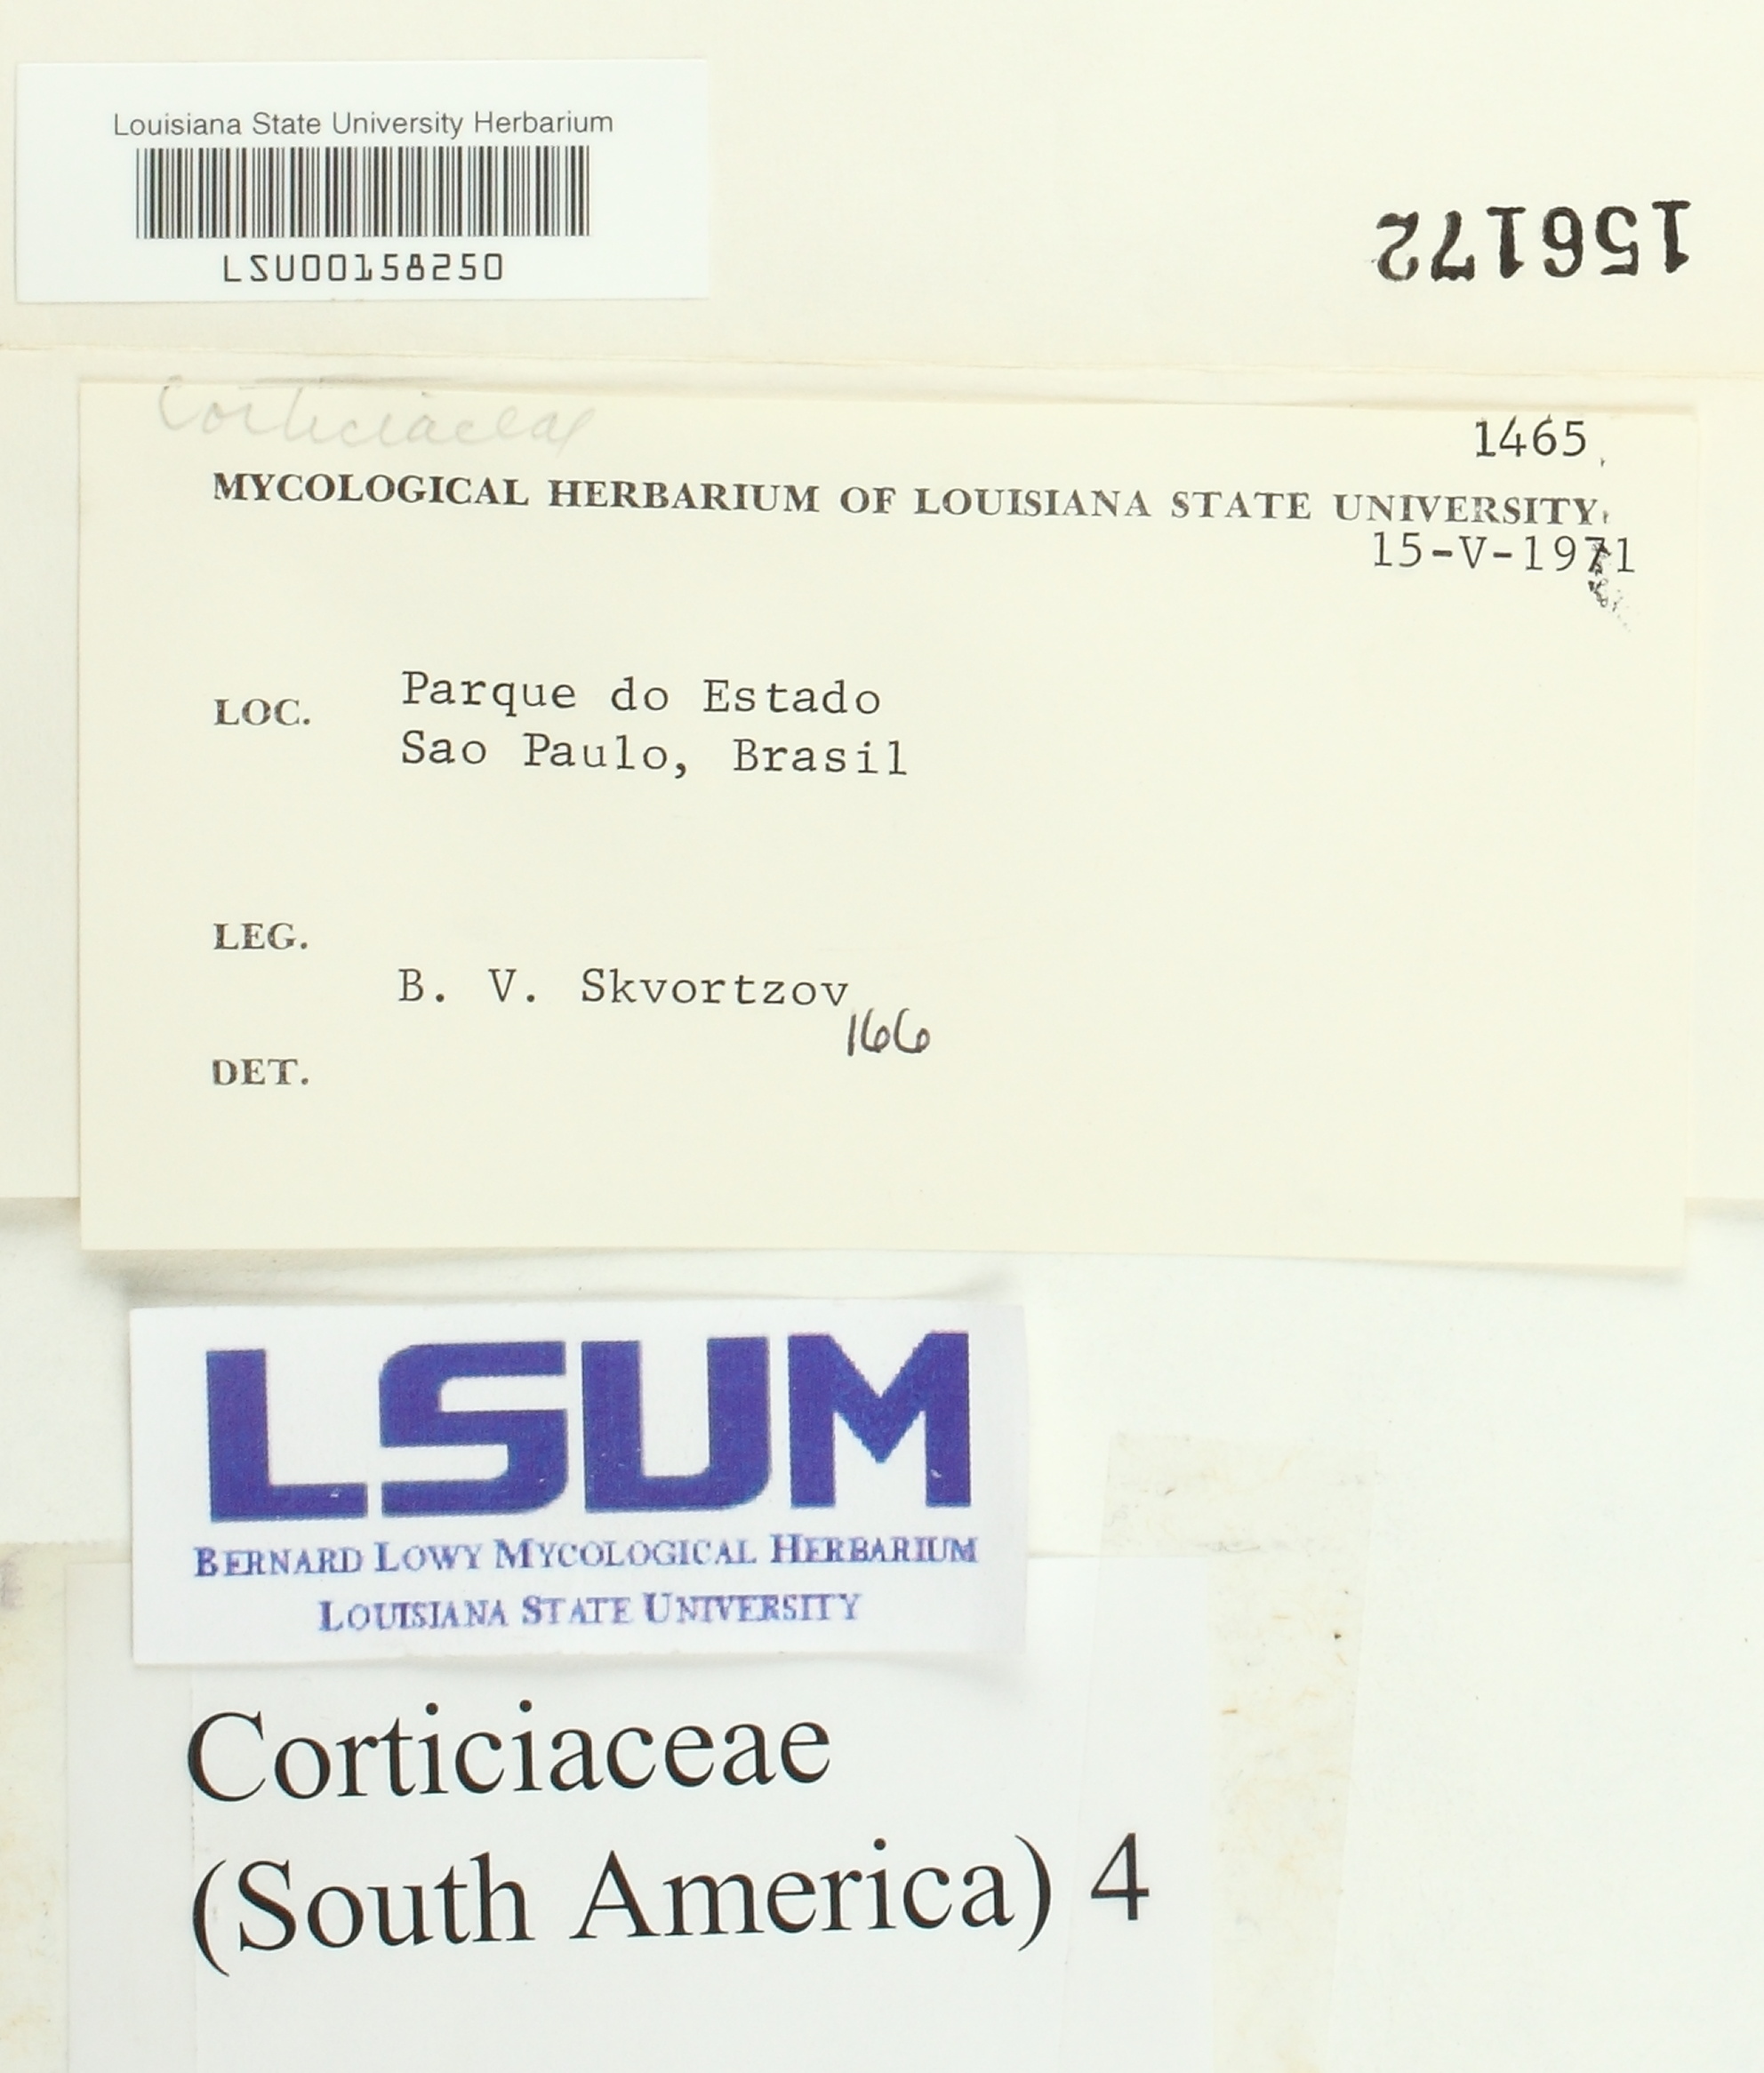 Louisiana State University Herbarium
LSU00158250
156172
Corticiaceae
1465
MYCOLOGICAL HERBARIUM OF LOUISIANA STATE UNIVERSITY
15-V-1971
LOC. Parque do Estado
Sao Paulo, Brasil
LEG.
B. V. Skvortzov
166
DET.
LSUM
BERNARD LOWY MYCOLOGICAL HERBARIUM
LOUISIANA STATE UNIVERSITY
Corticiaceae
(South America) 4